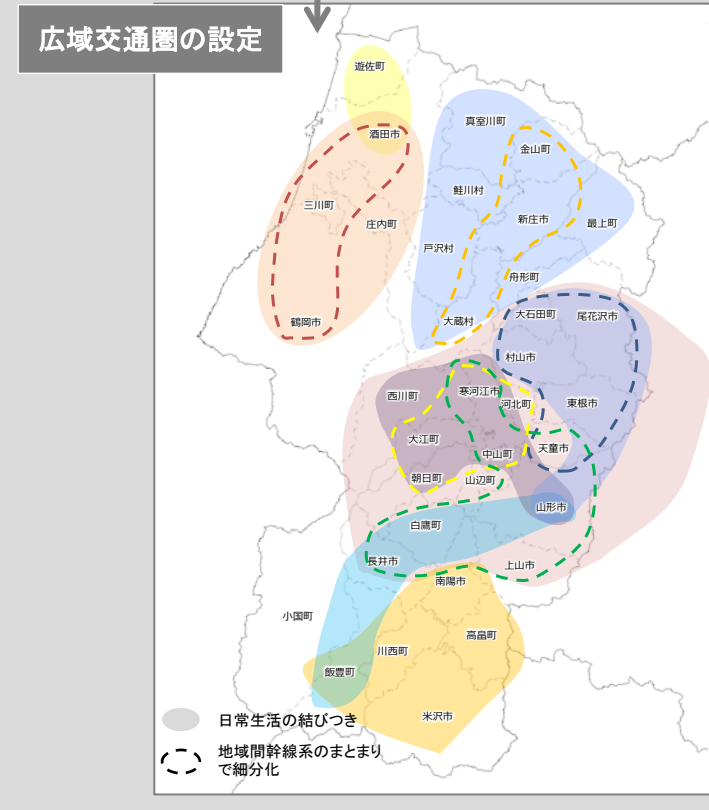 広域交通圏の設定
遊佐町
真室川町
酒田市
金山町
鮭川村
三川町
新庄市
最上町
庄内町
戸沢村
舟形町
大石田町
尾花沢市
鶴岡市
大蔵村
村山市
寒河江市
西川町
河北町
東根市
大江町
天童市
中山町
朝日町
山辺町
山形市
白鷹町
長井市
上山市
南陽市
小国町
高畠町
川西町
飯豊町
米沢市
日常生活の結びつき
地域間幹線系のまとまり
で細分化